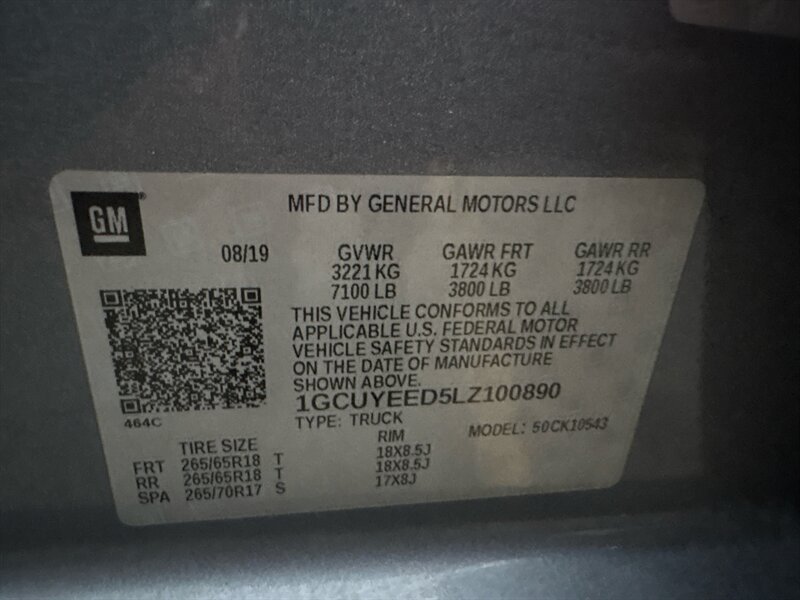 GM
MFD BY GENERAL MOTORS LLC
08/19 GVWR GAWR FRT GAWR RR
3221 KG 1724 KG 1724 KG
7100 LB 3800 LB 3800 LB
THIS VEHICLE CONFORMS TO ALL
APPLICABLE U.S. FEDERAL MOTOR
VEHICLE SAFETY STANDARDS IN EFFECT
ON THE DATE OF MANUFACTURE
SHOWN ABOVE.
1GCUYEED5LZ100890
464C
TYPE: TRUCK MODEL: 50CK10543
TIRE SIZE RIM
FRT 265/65R18 T 18X8.5J
RR 265/65R18 T 18X8.5J
SPA 265/70R17 S 17X8J